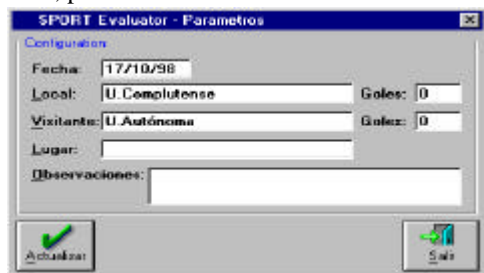 SPORT Evaluator - Parametros
Configuration
Fecha: 17/10/98
Local: U.Complutense Goles: 0
Visitante: U.Autónoma Goles: 0
Lugar:
Observaciones:
Actualizar Salir